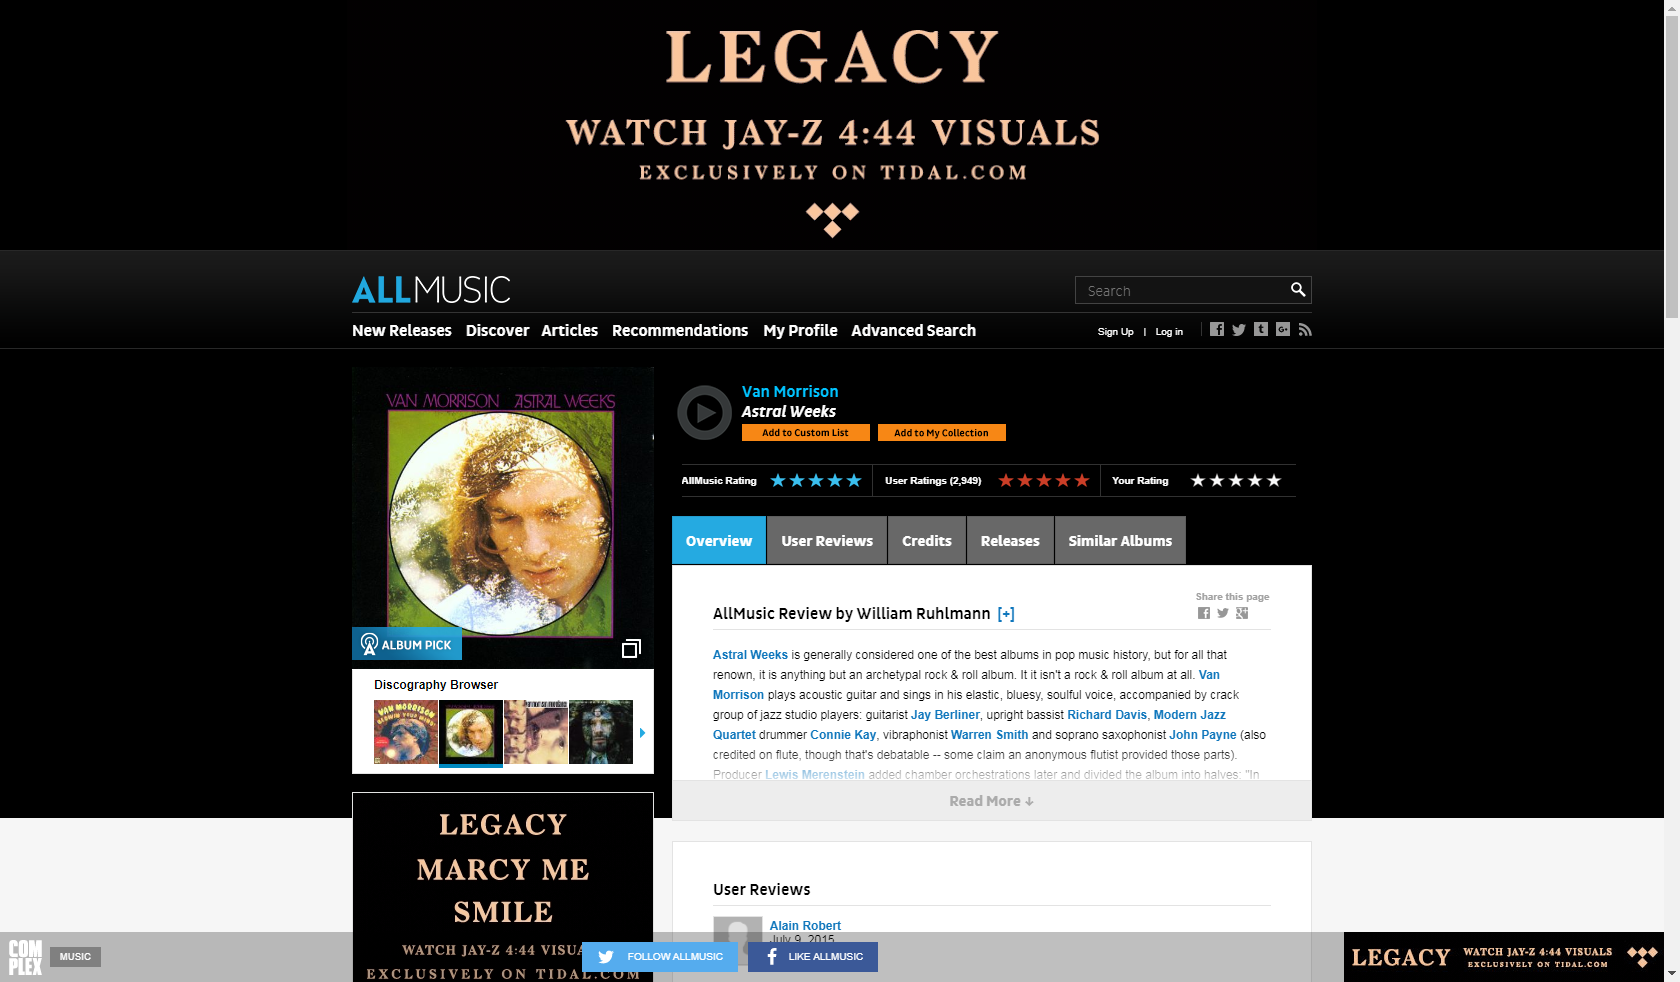 LEGACY
WATCH JAY-Z 4:44 VISUALS
EXCLUSIVELY ON TIDAL.COM
ALLMUSIC
Search
New Releases Discover Articles Recommendations My Profile Advanced Search
Sign Up | Log in
VAN MORRISON ASTRAL WEEKS
ALBUM PICK
Van Morrison
Astral Weeks
Add to Custom List Add to My Collection
AllMusic Rating User Ratings (2,949) Your Rating
Overview User Reviews Credits Releases Similar Albums
Share this page
AllMusic Review by William Ruhlmann [+]
Astral Weeks is generally considered one of the best albums in pop music history, but for all that
renown, it is anything but an archetypal rock & roll album. It it isn't a rock & roll album at all. Van
Morrison plays acoustic guitar and sings in his elastic, bluesy, soulful voice, accompanied by crack
group of jazz studio players: guitarist Jay Berliner, upright bassist Richard Davis, Modern Jazz
Quartet drummer Connie Kay, vibraphonist Warren Smith and soprano saxophonist John Payne (also
credited on flute, though that's debatable -- some claim an anonymous flutist provided those parts).
Producer Lewis Merenstein added chamber orchestrations later and divided the album into halves: "In
Read More ↓
Discography Browser
VAN MORRISON
LEGACY
MARCY ME
SMILE
WATCH JAY-Z 4:44 VISUA
EXCLUSIVELY ON TIDAL.COM
User Reviews
Alain Robert
July 9, 2015
COMPLEX
MUSIC
FOLLOW ALLMUSIC
LIKE ALLMUSIC
LEGACY
WATCH JAY-Z 4:44 VISUALS
EXCLUSIVELY ON TIDAL.COM